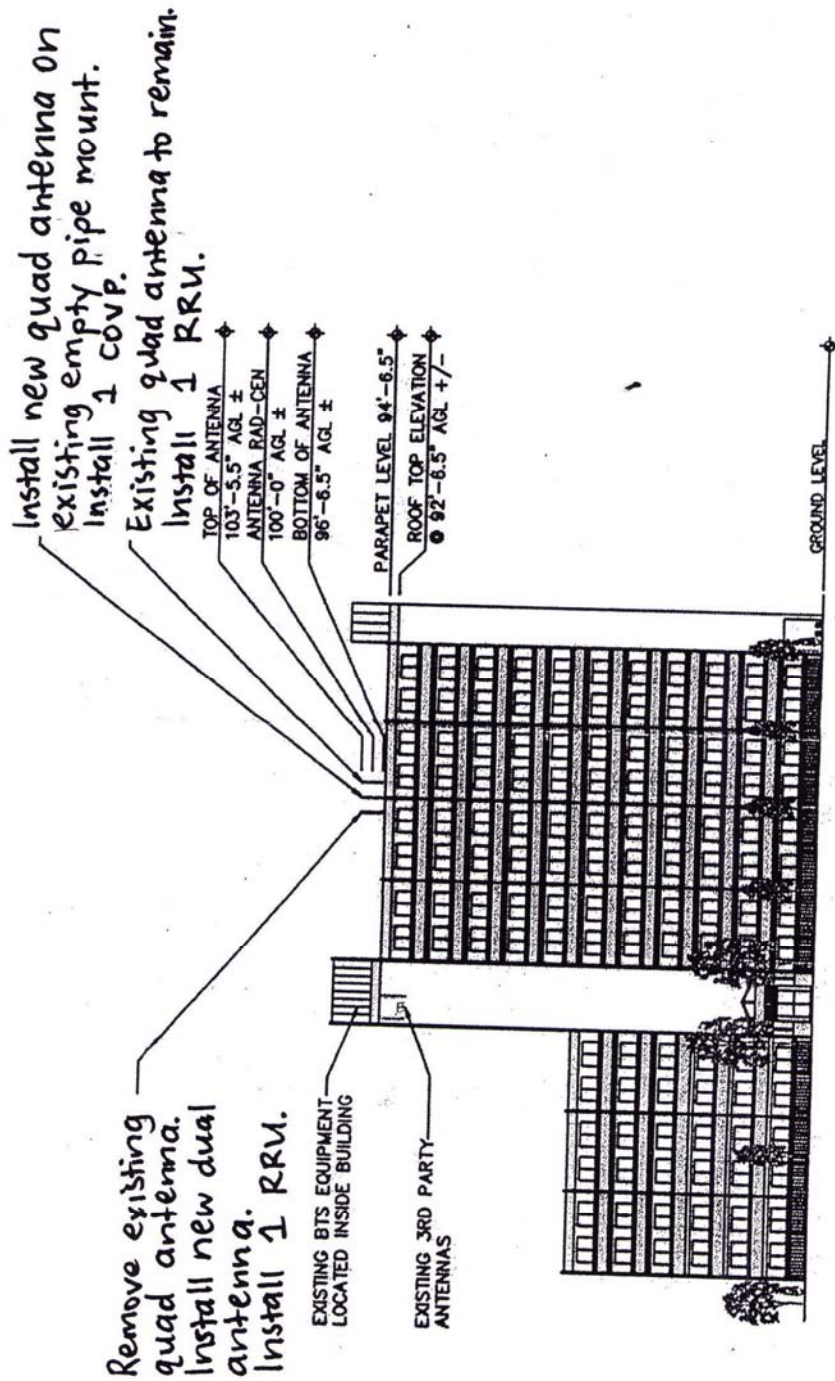 Install new quad antenna on
existing empty pipe mount.
Install 1 COVP.
Existing quad antenna to remain.
Install 1 RRU.
TOP OF ANTENNA
103'-5.5" AGL ±
ANTENNA RAD-CEN
100'-0" AGL ±
BOTTOM OF ANTENNA
96'-6.5" AGL ±
PARAPET LEVEL 94'-6.5"
ROOF TOP ELEVATION
@ 92'-6.5" AGL +/-
GROUND LEVEL
Remove existing
quad antenna.
Install new dual
antenna.
Install 1 RRU.
EXISTING BTS EQUIPMENT
LOCATED INSIDE BUILDING
EXISTING 3RD PARTY
ANTENNAS